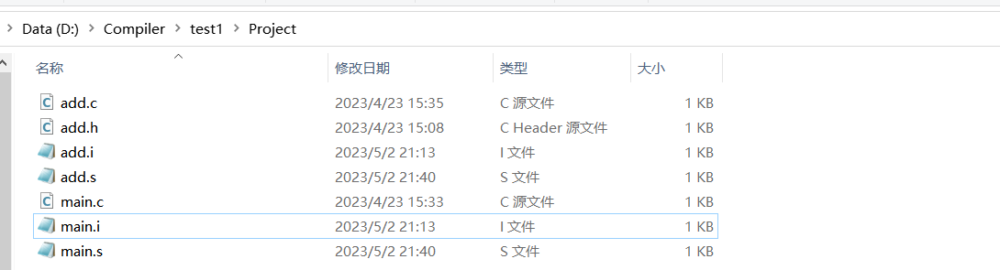 Data (D:) Compiler test1 Project
名称 修改日期 类型 大小
add.c 2023/4/23 15:35 C 源文件 1 KB
add.h 2023/4/23 15:08 C Header 源文件 1 KB
add.i 2023/5/2 21:13 I 文件 1 KB
add.s 2023/5/2 21:40 S 文件 1 KB
main.c 2023/4/23 15:33 C 源文件 1 KB
main.i 2023/5/2 21:13 I 文件 1 KB
main.s 2023/5/2 21:40 S 文件 1 KB